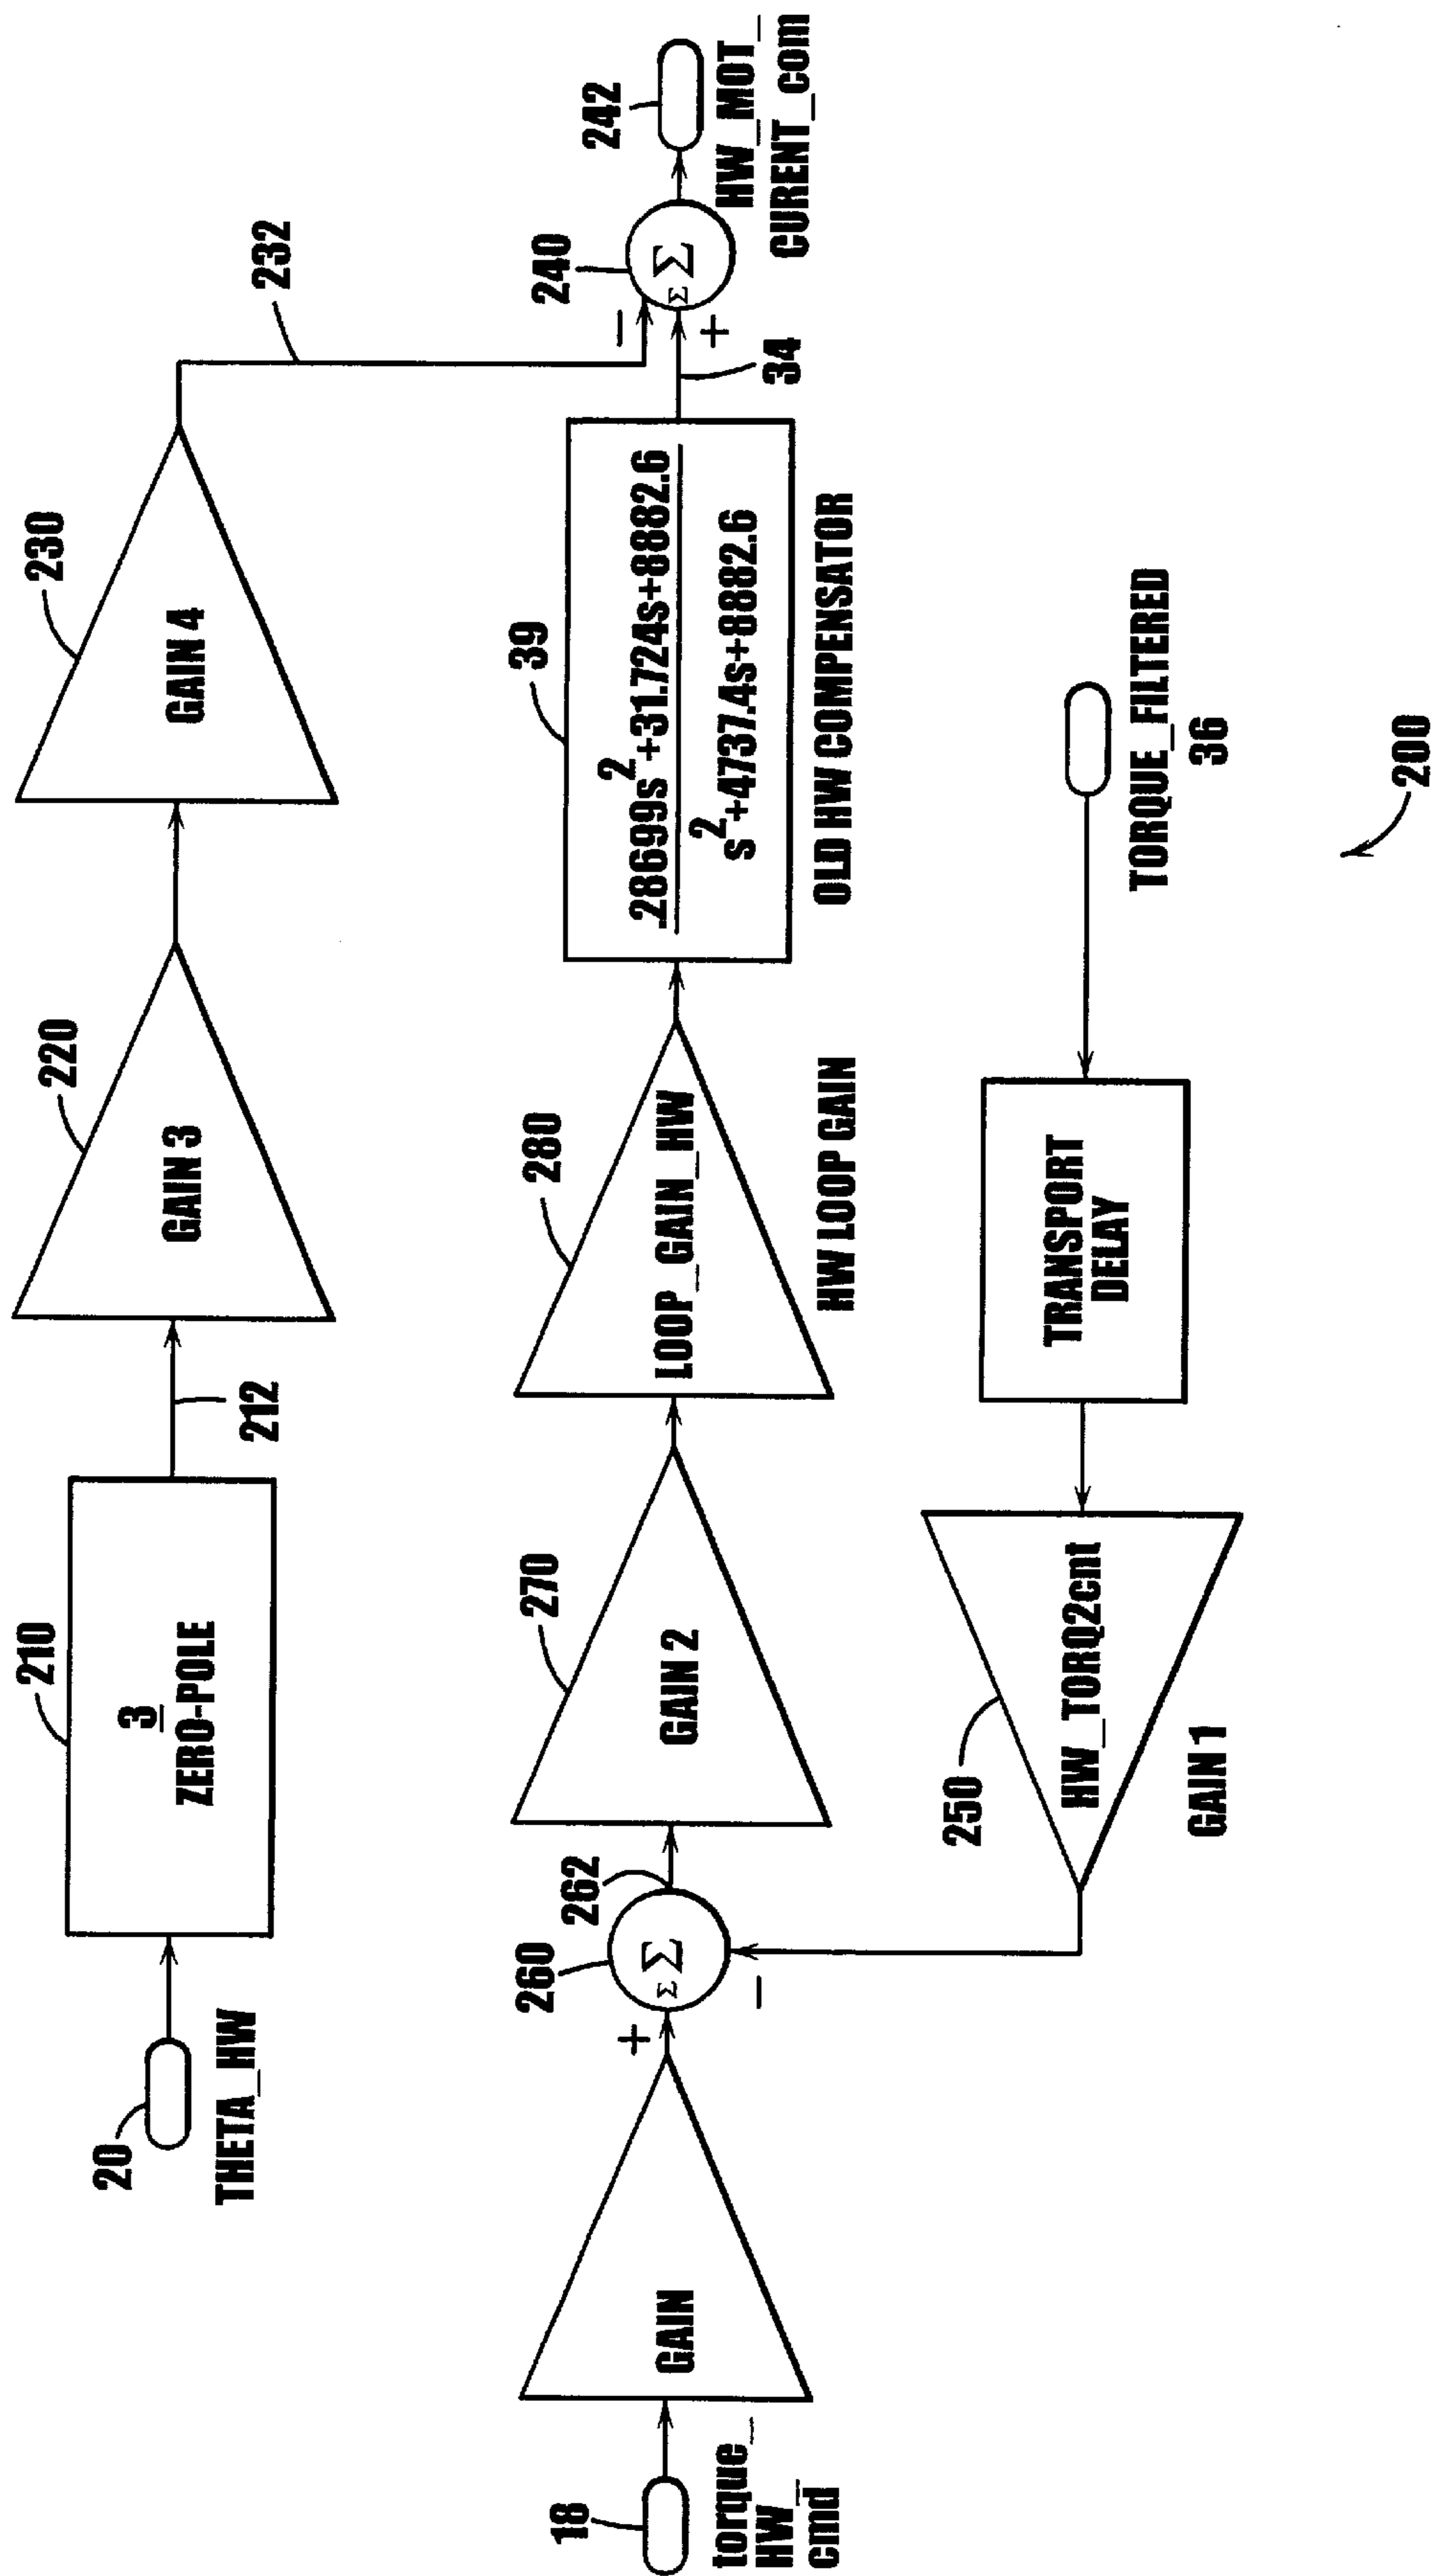 210
3
ZERO-POLE
20
THETA_HW
212
220
GAIN 3
230
GAIN 4
232
18
torque_
HW_
cmd
GAIN
+
−
260
Σ Σ
262
270
GAIN 2
280
LOOP_GAIN_HW
HW LOOP GAIN
39
.28699s²+31.724s+8882.6
s²+4737.4s+8882.6
OLD HW COMPENSATOR
34
−
+
240
Σ Σ
242
HW_MOT_
CURENT_com
250
HW_TORQ2cnt
GAIN 1
TRANSPORT
DELAY
TORQUE_FILTERED
36
200